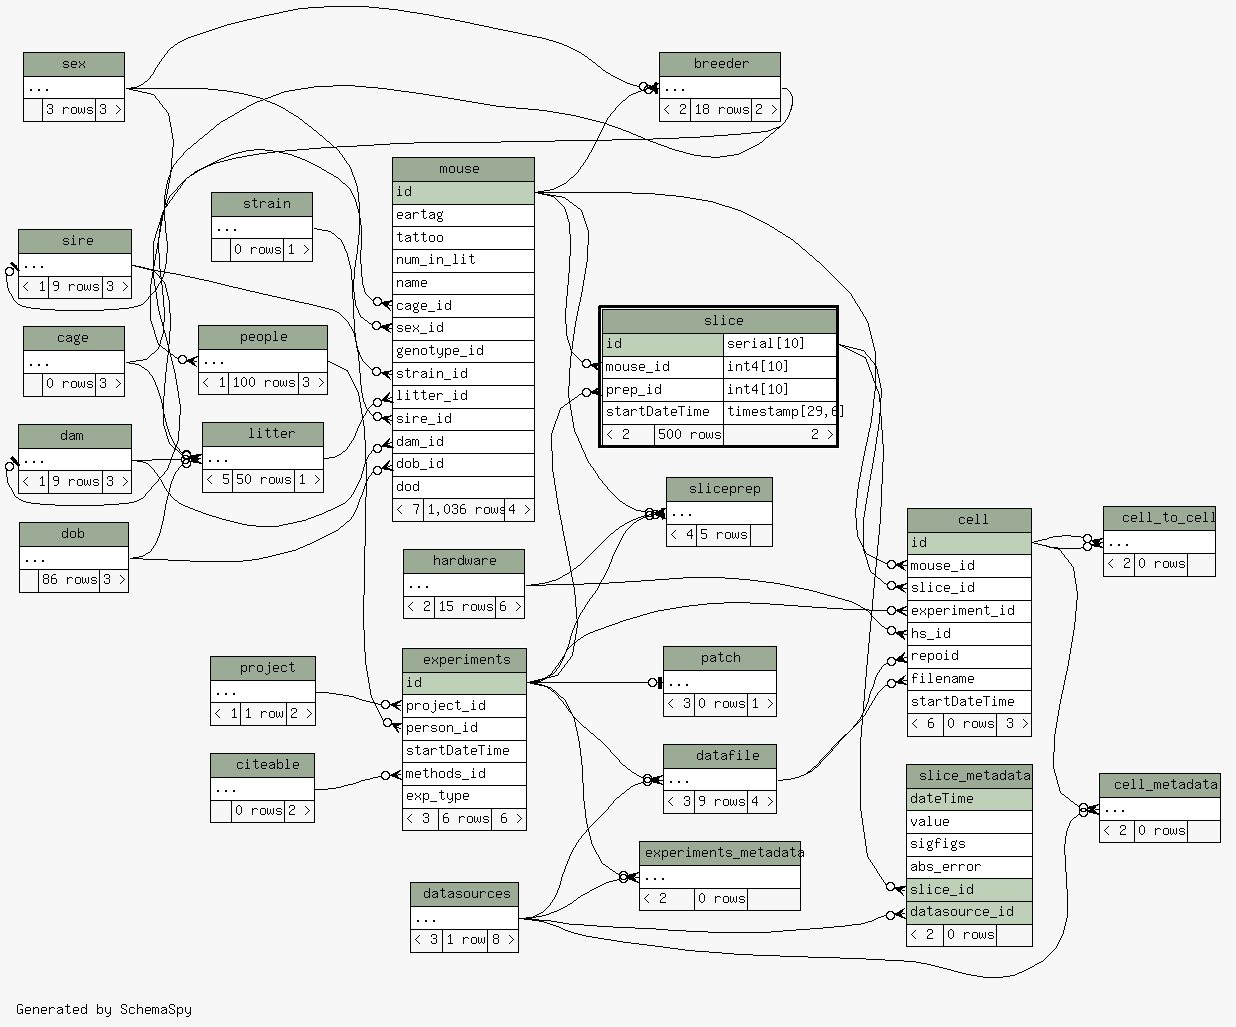 sex
...
3 rows 3 >
breeder
...
< 2 18 rows 2 >
mouse
id
eartag
tattoo
num_in_lit
name
cage_id
sex_id
genotype_id
strain_id
litter_id
sire_id
dam_id
dob_id
dod
< 7 1,036 rows 4 >
strain
...
0 rows 1 >
sire
...
< 1 9 rows 3 >
cage
...
0 rows 3 >
people
...
< 1 100 rows 3 >
dam
...
< 1 9 rows 3 >
litter
...
< 5 50 rows 1 >
dob
...
86 rows 3 >
slice
id serial[10]
mouse_id int4[10]
prep_id int4[10]
startDateTime timestamp[29,6]
< 2 500 rows 2 >
sliceprep
...
< 4 5 rows
hardware
...
< 2 15 rows 6 >
cell
id
mouse_id
slice_id
experiment_id
hs_id
repoid
filename
startDateTime
< 6 0 rows 3 >
cell_to_cell
...
< 2 0 rows
project
...
< 1 1 row 2 >
experiments
id
project_id
person_id
startDateTime
methods_id
exp_type
< 3 6 rows 6 >
patch
...
< 3 0 rows 1 >
citeable
...
0 rows 2 >
datafile
...
< 3 9 rows 4 >
slice_metadata
dateTime
value
sigfigs
abs_error
slice_id
datasource_id
< 2 0 rows
cell_metadata
...
< 2 0 rows
experiments_metadata
...
< 2 0 rows
datasources
...
< 3 1 row 8 >
Generated by SchemaSpy